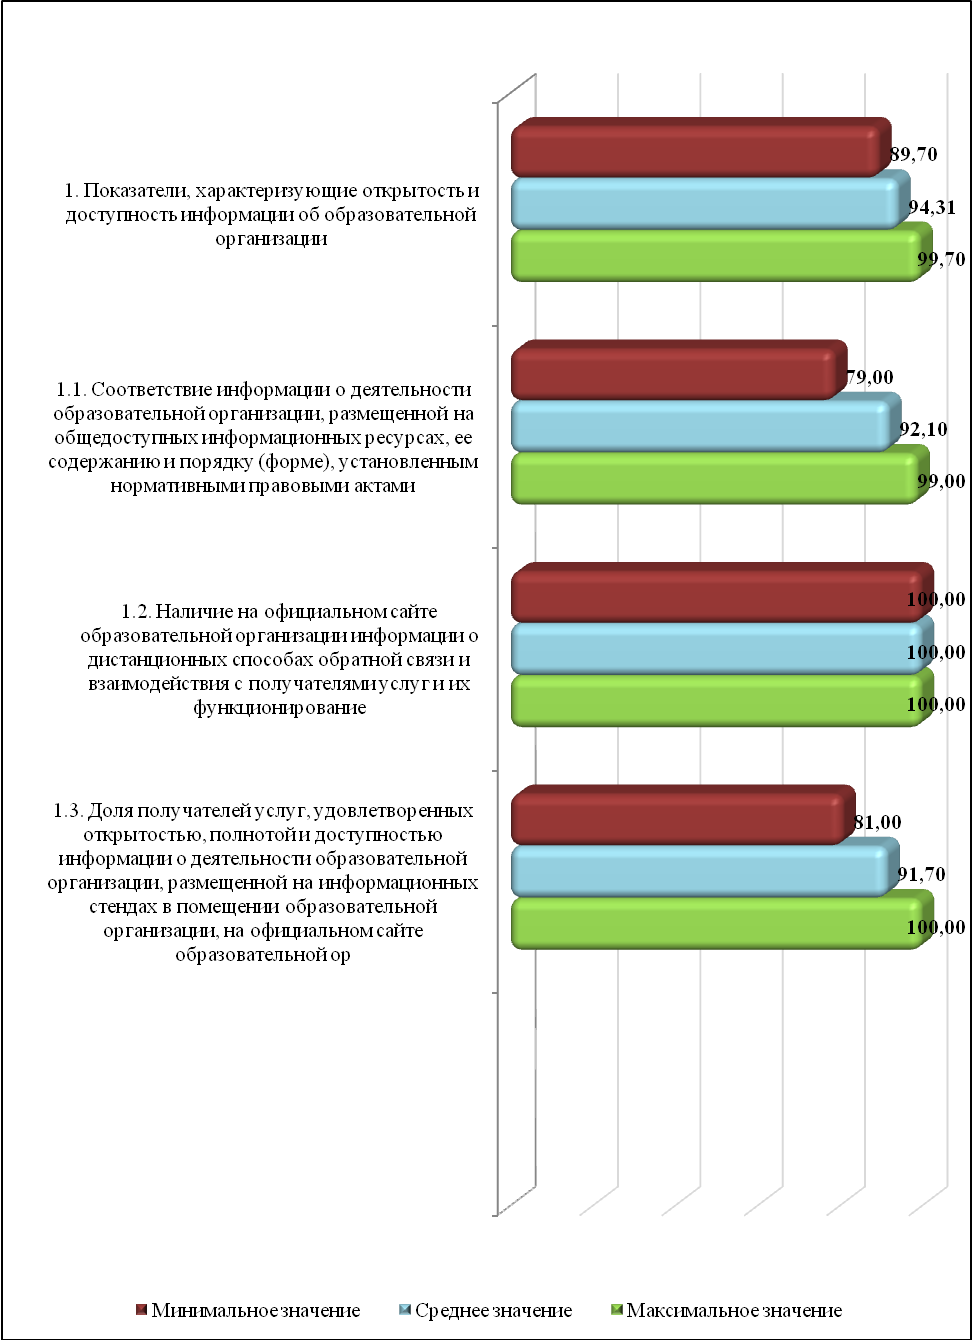 1. Показатели, характеризующие открытость и
доступность информации об образовательной
организации
89,70
94,31
99,70
1.1. Соответствие информации о деятельности
образовательной организации, размещенной на
общедоступных информационных ресурсах, ее
содержанию и порядку (форме), установленным
нормативными правовыми актами
79,00
92,10
99,00
1.2. Наличие на официальном сайте
образовательной организации информации о
дистанционных способах обратной связи и
взаимодействия с получателями услуг и их
функционирование
100,00
100,00
100,00
1.3. Доля получателей услуг, удовлетворенных
открытостью, полнотой и доступностью
информации о деятельности образовательной
организации, размещенной на информационных
стендах в помещении образовательной
организации, на официальном сайте
образовательной ор
81,00
91,70
100,00
Минимальное значение Среднее значение Максимальное значение